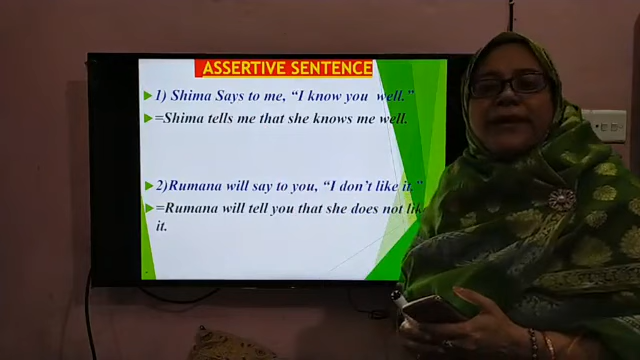 ASSERTIVE SENTENCE
1) Shima Says to me, “I know you well.”
=Shima tells me that she knows me well.
2)Rumana will say to you, “I don’t like it.”
=Rumana will tell you that she does not lik
it.